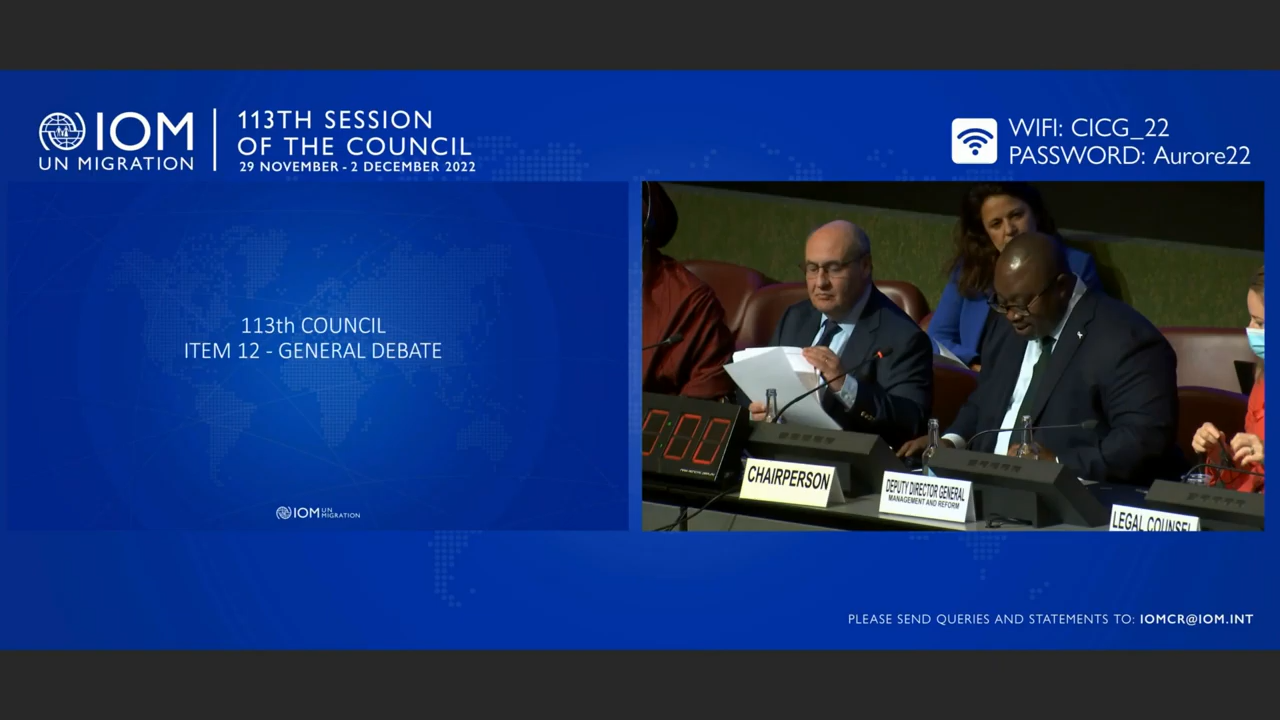 IOM
UN MIGRATION
113TH SESSION
OF THE COUNCIL
29 NOVEMBER - 2 DECEMBER 2022
WIFI: CICG_22
PASSWORD: Aurore22
113th COUNCIL
ITEM 12 - GENERAL DEBATE
IOM UN
MIGRATION
:00
CHAIRPERSON
DEPUTY DIRECTOR GENERAL
MANAGEMENT AND REFORM
LEGAL COUNSEL
PLEASE SEND QUERIES AND STATEMENTS TO: IOMCR@IOM.INT